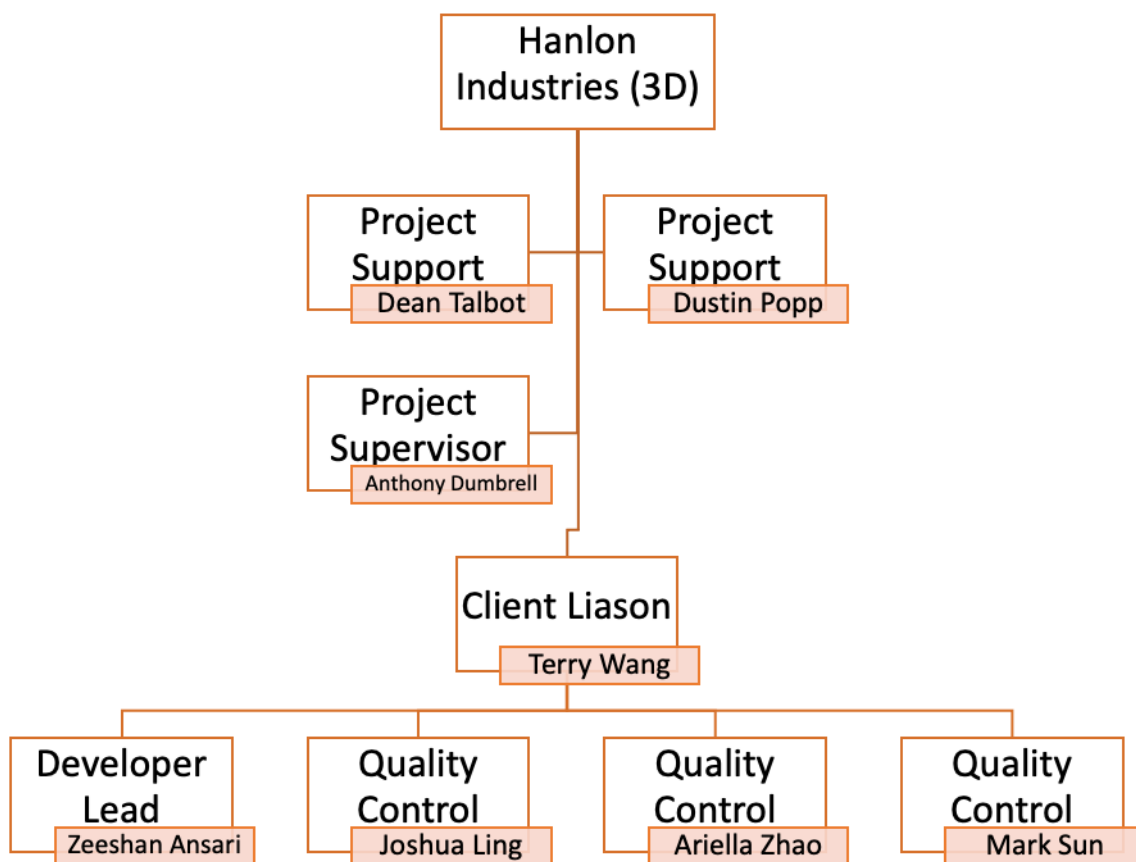 Hanlon
Industries (3D)
Project
Support
Dean Talbot
Project
Support
Dustin Popp
Project
Supervisor
Anthony Dumbrell
Client Liason
Terry Wang
Developer
Lead
Zeeshan Ansari
Quality
Control
Joshua Ling
Quality
Control
Ariella Zhao
Quality
Control
Mark Sun